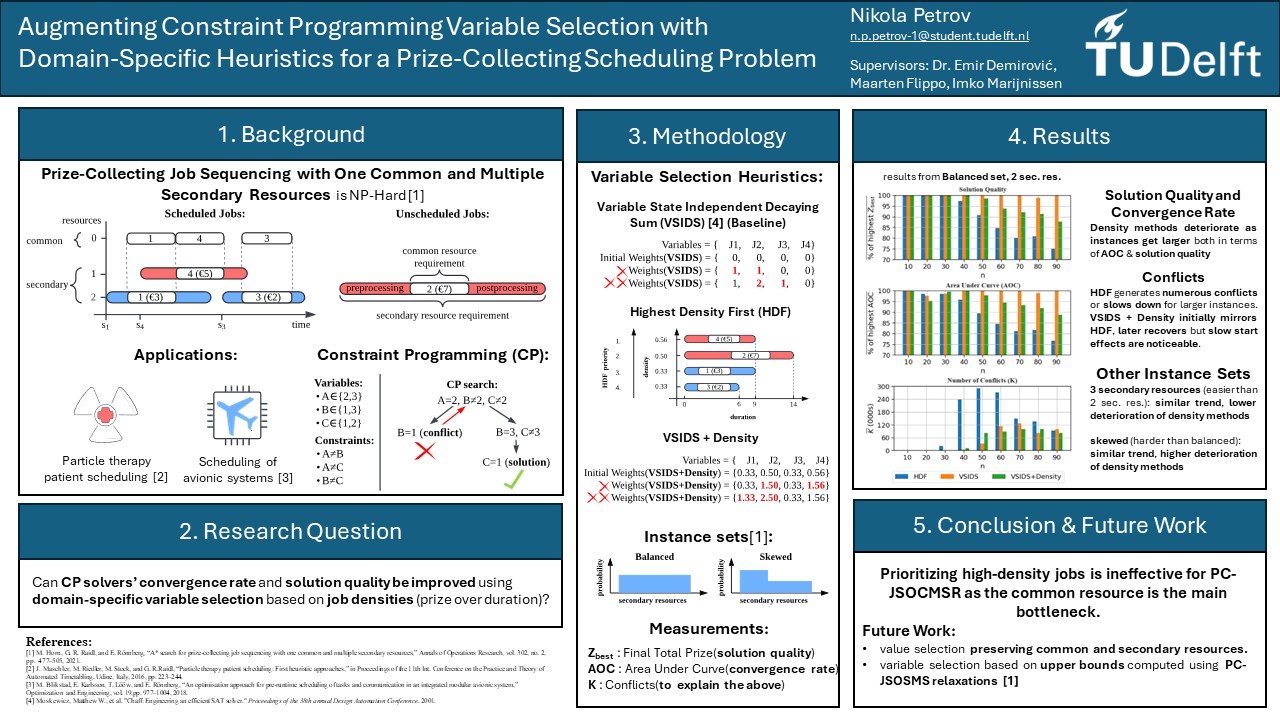 Augmenting Constraint Programming Variable Selection with
Domain-Specific Heuristics for a Prize-Collecting Scheduling Problem
Nikola Petrov
n.p.petrov-1@student.tudelft.nl
Supervisors: Dr. Emir Demirović,
Maarten Flippo, Imko Marijnissen
TU Delft
1. Background
Prize-Collecting Job Sequencing with One Common and Multiple
Secondary Resources is NP-Hard [1]
Scheduled Jobs:
resources
common { 0
1
4
3
secondary { 1
4 (€5)
2
1 (€3)
3 (€2)
s1
s4
s3
time
Unscheduled Jobs:
common resource
requirement
preprocessing
2 (€7)
postprocessing
secondary resource requirement
Applications:
Particle therapy
patient scheduling [2]
Scheduling of
avionic systems [3]
Constraint Programming (CP):
Variables:
• A∈{2,3}
• B∈{1,3}
• C∈{1,2}
Constraints:
• A≠B
• A≠C
• B≠C
CP search:
A=2, B≠2, C≠2
B=1 (conflict)
B=3, C≠3
C=1 (solution)
2. Research Question
Can CP solvers' convergence rate and solution quality be improved using
domain-specific variable selection based on job densities (prize over duration)?
References:
[1] M. Horn, G. R. Raidl, and E. Rönnberg, “A* search for prize-collecting job sequencing with one common and multiple secondary resources,” Annals of Operations Research, vol. 302, no. 2,
pp. 477–505, 2021.
[2] J. Maschler, M. Riedler, M. Stock, and G. R. Raidl, “Particle therapy patient scheduling: First heuristic approaches,” in Proceedings of the 11th Int. Conference on the Practice and Theory of
Automated Timetabling, Udine, Italy, 2016, pp. 223–244.
[3] M. Blikstad, E. Karlsson, T. Lööw, and E. Rönnberg, “An optimisation approach for pre-runtime scheduling of tasks and communication in an integrated modular avionic system,”
Optimization and Engineering, vol. 19, pp. 977–1004, 2018.
[4] Moskewicz, Matthew W., et al. "Chaff: Engineering an efficient SAT solver." Proceedings of the 38th annual Design Automation Conference. 2001.
3. Methodology
Variable Selection Heuristics:
Variable State Independent Decaying
Sum (VSIDS) [4] (Baseline)
Variables = { J1, J2, J3, J4}
Initial Weights(VSIDS) = { 0, 0, 0, 0}
Weights(VSIDS) = { 1, 1, 0, 0}
Weights(VSIDS) = { 1, 2, 1, 0}
Highest Density First (HDF)
HDF priority
1.
2.
3.
4.
density
0.56
0.50
0.33
0.33
4 (€5)
2 (€7)
1 (€3)
3 (€2)
0
6
9
14
duration
VSIDS + Density
Variables = { J1, J2, J3, J4}
Initial Weights(VSIDS+Density) = {0.33, 0.50, 0.33, 0.56}
Weights(VSIDS+Density) = {0.33, 1.50, 0.33, 1.56}
Weights(VSIDS+Density) = {1.33, 2.50, 0.33, 1.56}
Instance sets[1]:
Balanced
probability
secondary resources
Skewed
probability
secondary resources
Measurements:
Zbest : Final Total Prize(solution quality)
AOC : Area Under Curve(convergence rate)
K : Conflicts(to explain the above)
4. Results
results from Balanced set, 2 sec. res.
Solution Quality
% of highest Zbest
100
95
90
85
80
75
70
10 20 30 40 50 60 70 80 90
n
Area Under Curve (AOC)
% of highest AOC
100
95
90
85
80
75
70
10 20 30 40 50 60 70 80 90
n
Number of Conflicts (K)
K (000s)
300
240
180
120
60
0
10 20 30 40 50 60 70 80 90
n
HDF VSIDS VSIDS+Density
Solution Quality and
Convergence Rate
Density methods deteriorate as
instances get larger both in terms
of AOC & solution quality
Conflicts
HDF generates numerous conflicts
or slows down for larger instances.
VSIDS + Density initially mirrors
HDF, later recovers but slow start
effects are noticeable.
Other Instance Sets
3 secondary resources (easier than
2 sec. res.): similar trend, lower
deterioration of density methods
skewed (harder than balanced):
similar trend, higher deterioration
of density methods
5. Conclusion & Future Work
Prioritizing high-density jobs is ineffective for PC-
JSOCMSR as the common resource is the main
bottleneck.
Future Work:
• value selection preserving common and secondary resources.
• variable selection based on upper bounds computed using PC-
JSOSMS relaxations [1]